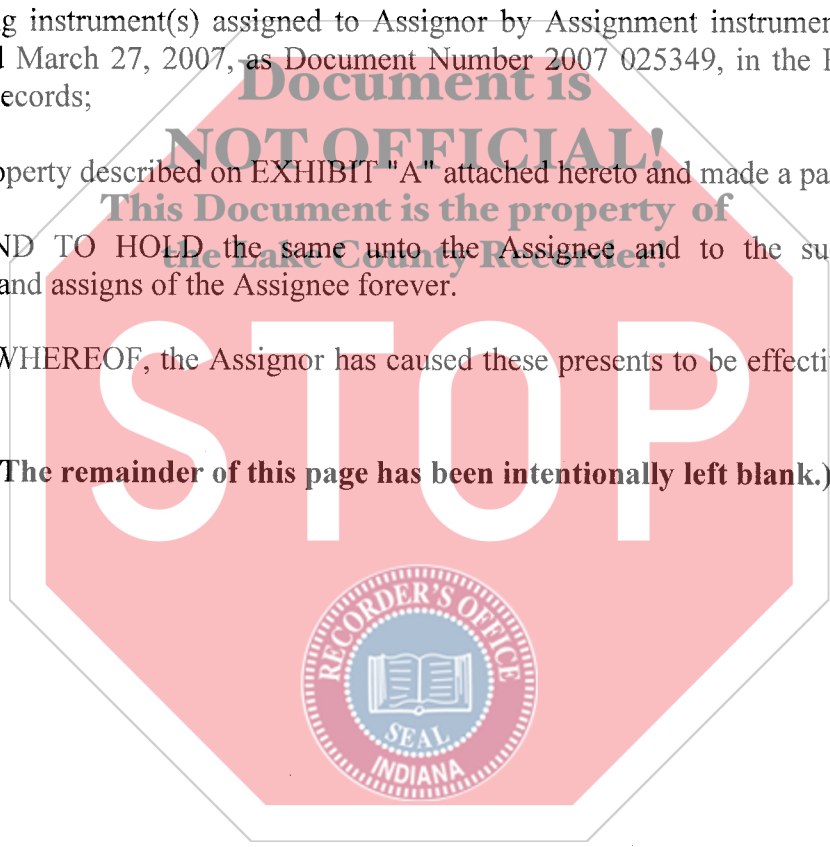 g instrument(s) assigned to Assignor by Assignment instrumen
March 27, 2007, as Document Number 2007 025349, in the
ecords;
Document is
NOT OFFICIAL!
operty described on EXHIBIT "A" attached hereto and made a pa
This Document is the property of
ND TO HOLD the same unto the Assignee and to the su
the Lake County Recorder!
and assigns of the Assignee forever.
WHEREOF, the Assignor has caused these presents to be effecti
STOP
The remainder of this page has been intentionally left blank.)
RECORDER'S OFFICE
SEAL
INDIANA